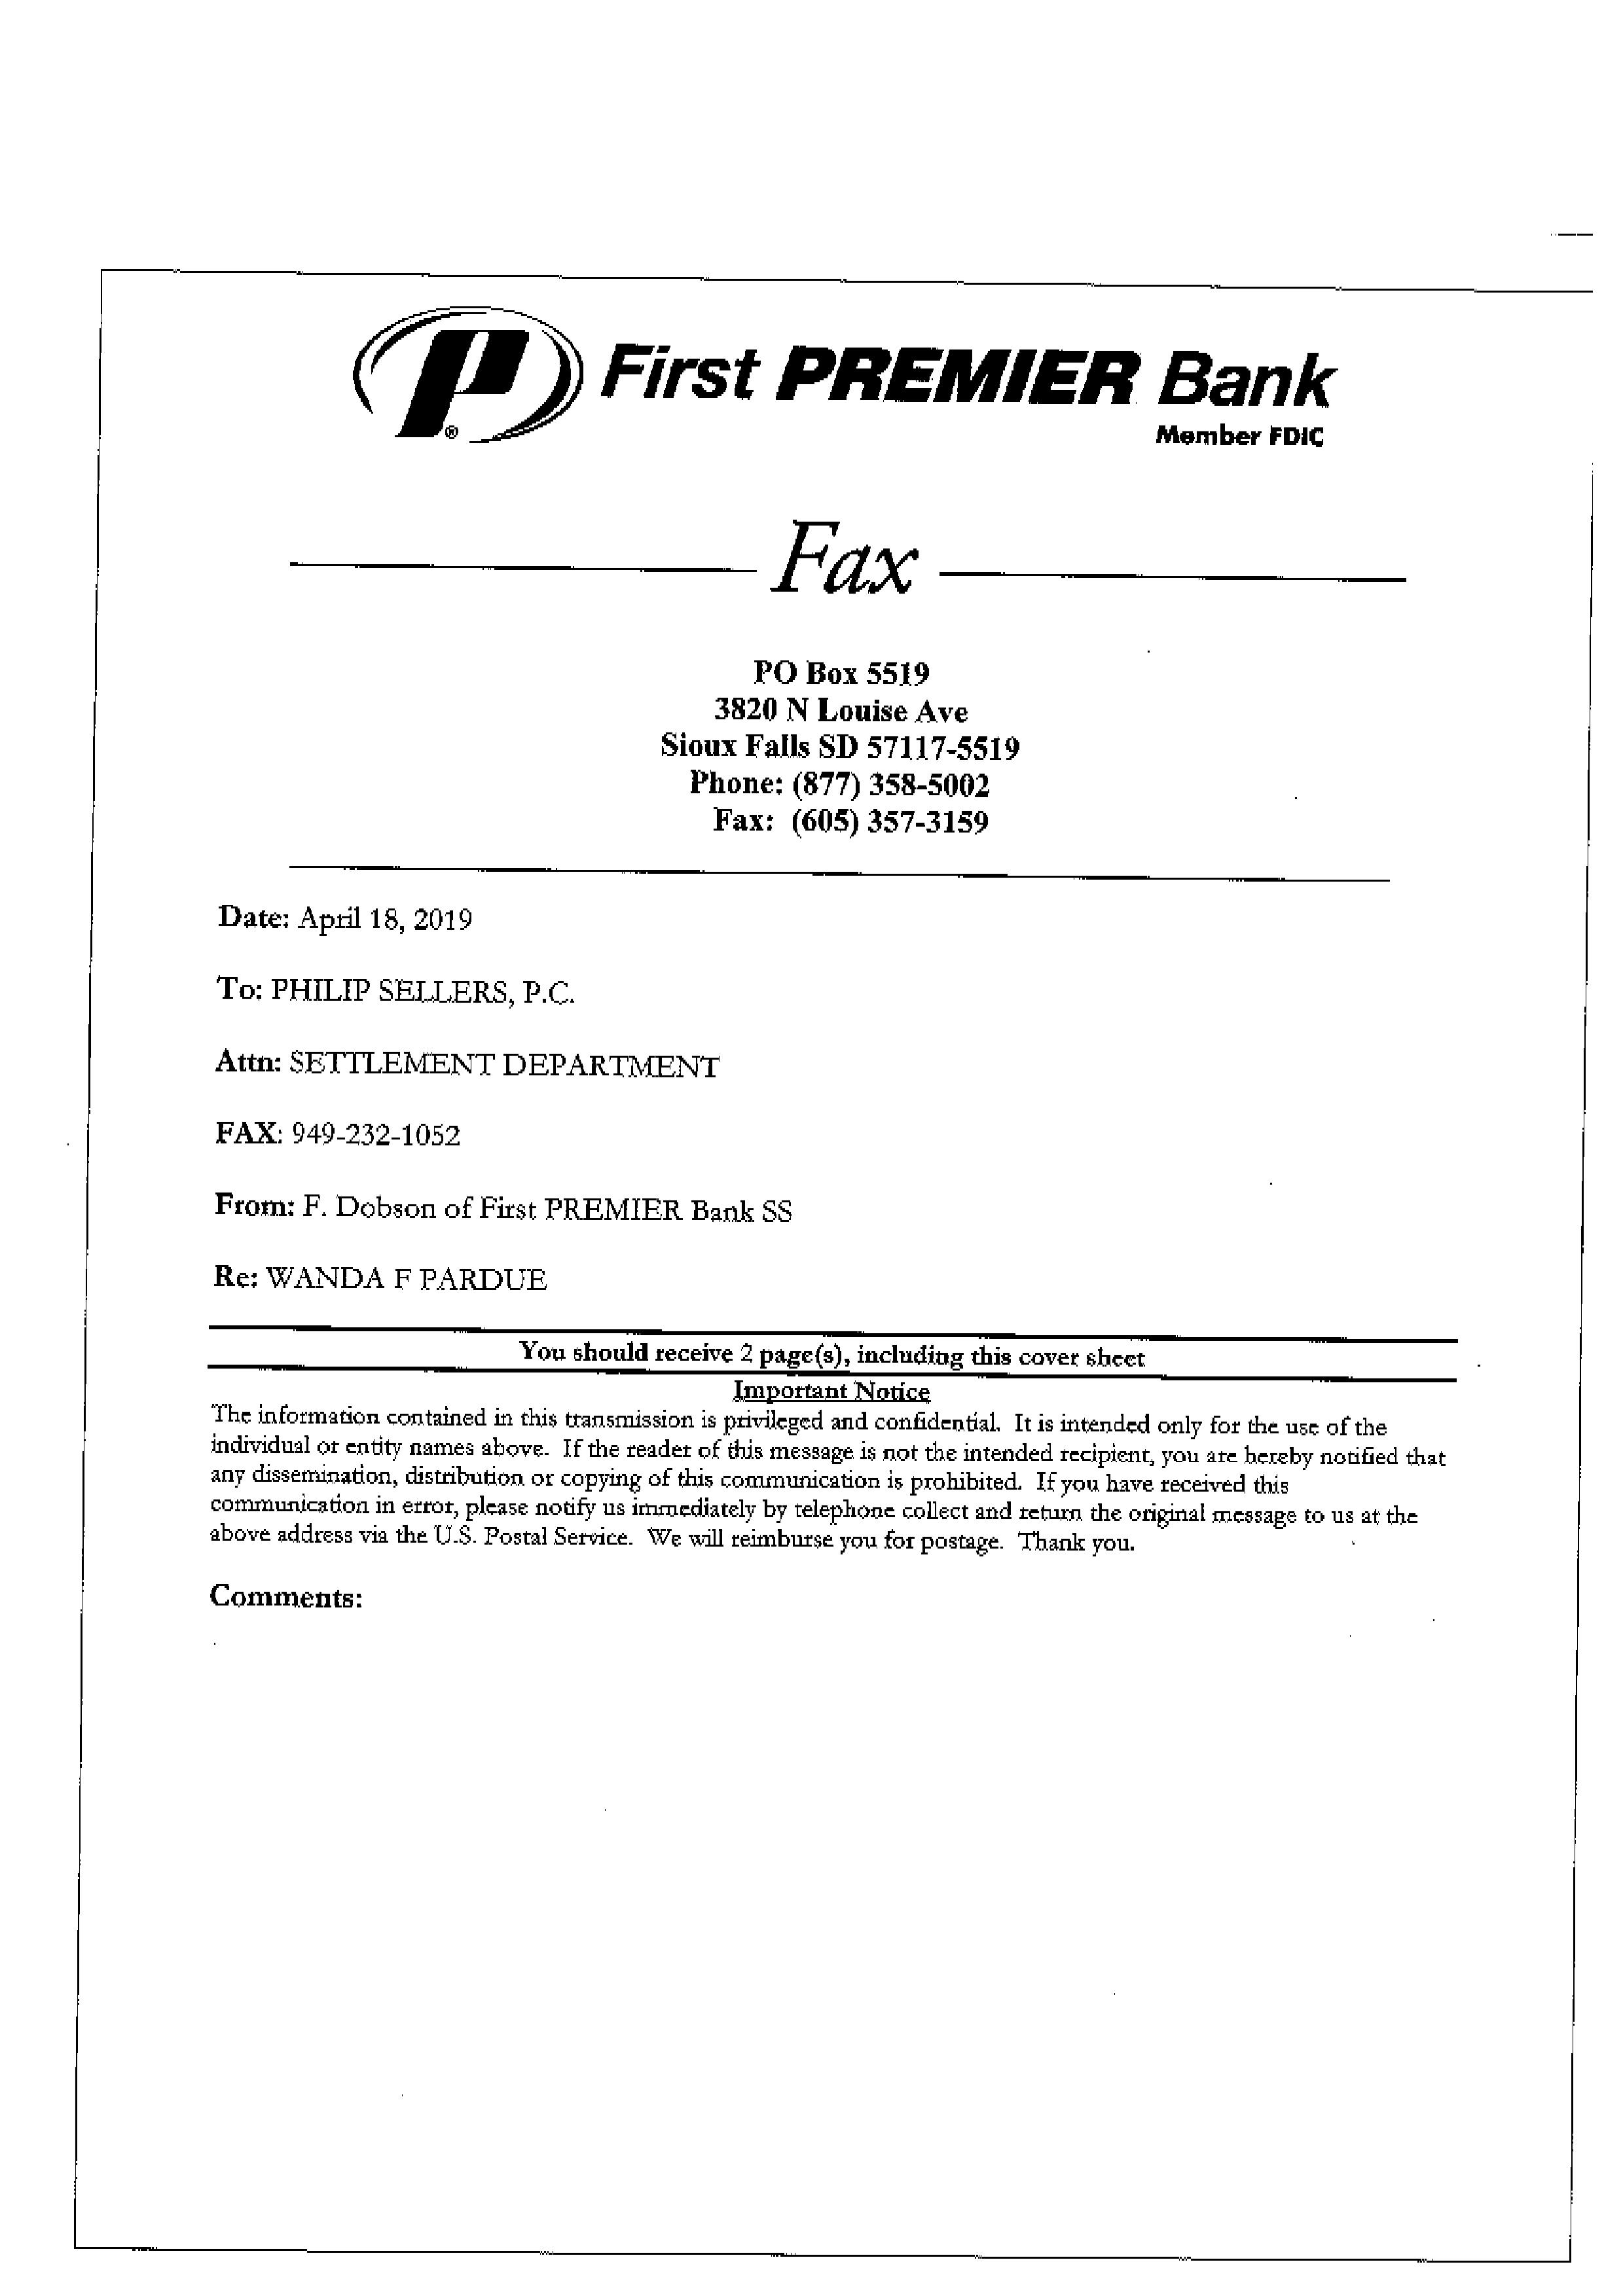 P®
First PREMIER Bank
Member FDIC
Fax
PO Box 5519
3820 N Louise Ave
Sioux Falls SD 57117-5519
Phone: (877) 358-5002
Fax: (605) 357-3159
Date: April 18, 2019
To: PHILIP SELLERS, P.C.
Attn: SETTLEMENT DEPARTMENT
FAX: 949-232-1052
From: F. Dobson of First PREMIER Bank SS
Re: WANDA F PARDUE
You should receive 2 page(s), including this cover sheet
Important Notice
The information contained in this transmission is privileged and confidential. It is intended only for the use of the
individual or entity names above. If the reader of this message is not the intended recipient, you are hereby notified that
any dissemination, distribution or copying of this communication is prohibited. If you have received this
communication in error, please notify us immediately by telephone collect and return the original message to us at the
above address via the U.S. Postal Service. We will reimburse you for postage. Thank you.
Comments: